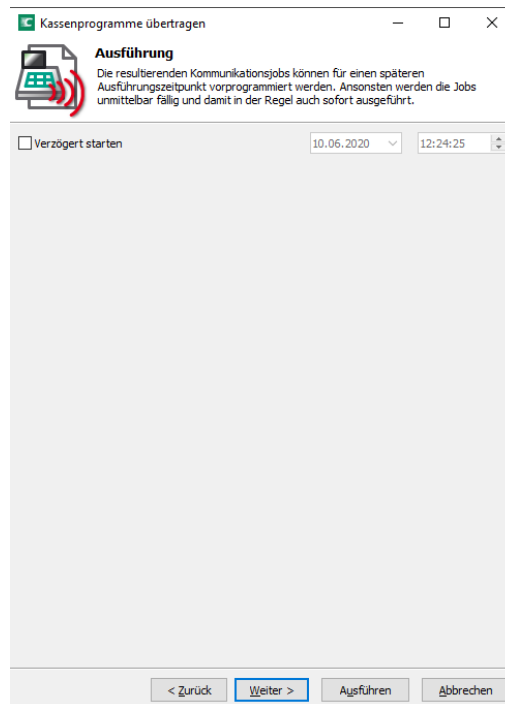 Kassenprogramme übertragen
Ausführung
Die resultierenden Kommunikationsjobs können für einen späteren
Ausführungszeitpunkt vorprogrammiert werden. Ansonsten werden die Jobs
unmittelbar fällig und damit in der Regel auch sofort ausgeführt.
Verzögert starten 10.06.2020 12:24:25
< Zurück Weiter > Ausführen Abbrechen